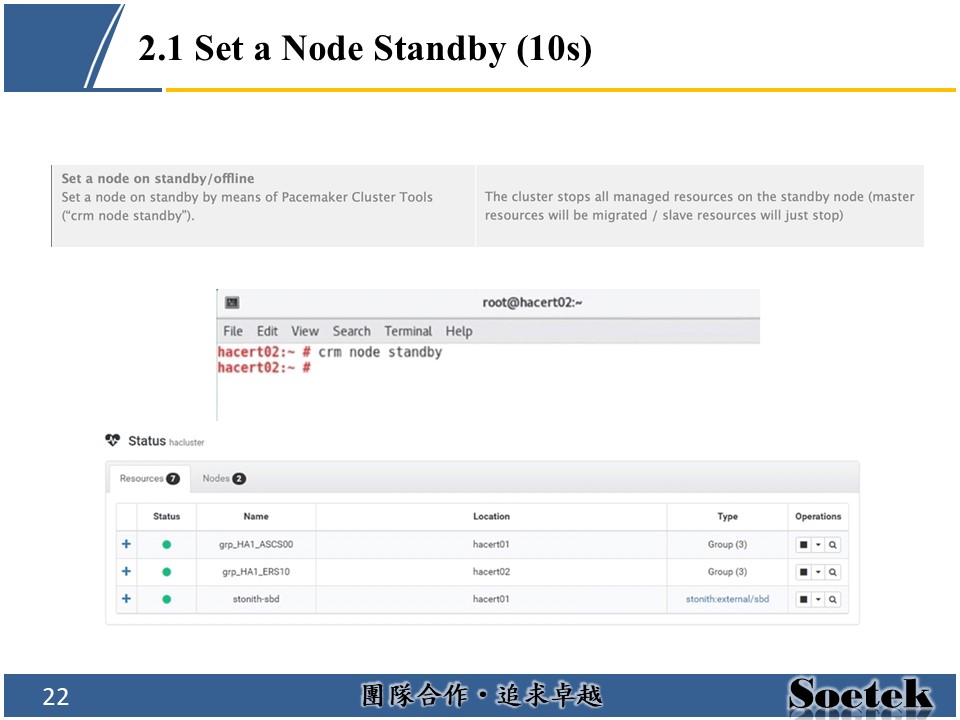 2.1 Set a Node Standby (10s)
Set a node on standby/offline
Set a node on standby by means of Pacemaker Cluster Tools
(“crm node standby”).
The cluster stops all managed resources on the standby node (master
resources will be migrated / slave resources will just stop)
root@hacert02:~
File Edit View Search Terminal Help
hacert02:~ # crm node standby
hacert02:~ #
Status hacluster
Resources 7 Nodes 2
Status Name Location Type Operations
+ grp_HA1_ASCS00 hacert01 Group (3)
+ grp_HA1_ERS10 hacert02 Group (3)
+ stonith-sbd hacert01 stonith:external/sbd
22
團隊合作·追求卓越
Soetek